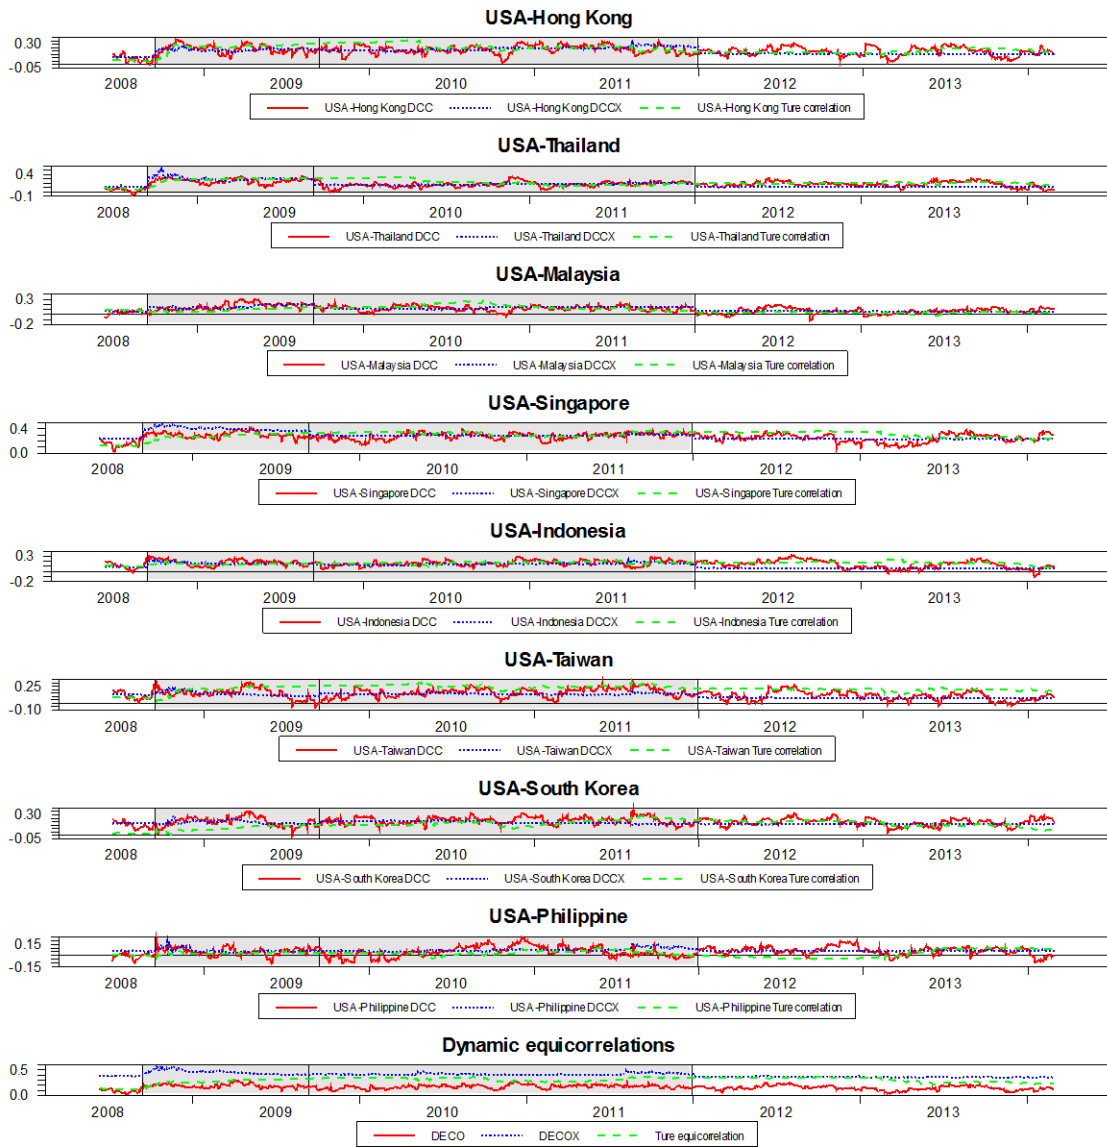 USA-Hong Kong
0.30
-0.05
2008 2009 2010 2011 2012 2013
USA-Hong Kong DCC USA-Hong Kong DCCX USA-Hong Kong Ture correlation
USA-Thailand
0.4
-0.1
2008 2009 2010 2011 2012 2013
USA-Thailand DCC USA-Thailand DCCX USA-Thailand Ture correlation
USA-Malaysia
0.3
-0.2
2008 2009 2010 2011 2012 2013
USA-Malaysia DCC USA-Malaysia DCCX USA-Malaysia Ture correlation
USA-Singapore
0.4
0.0
2008 2009 2010 2011 2012 2013
USA-Singapore DCC USA-Singapore DCCX USA-Singapore Ture correlation
USA-Indonesia
0.3
-0.2
2008 2009 2010 2011 2012 2013
USA-Indonesia DCC USA-Indonesia DCCX USA-Indonesia Ture correlation
USA-Taiwan
0.25
-0.10
2008 2009 2010 2011 2012 2013
USA-Taiwan DCC USA-Taiwan DCCX USA-Taiwan Ture correlation
USA-South Korea
0.30
-0.05
2008 2009 2010 2011 2012 2013
USA-South Korea DCC USA-South Korea DCCX USA-South Korea Ture correlation
USA-Philippine
0.15
-0.15
2008 2009 2010 2011 2012 2013
USA-Philippine DCC USA-Philippine DCCX USA-Philippine Ture correlation
Dynamic equicorrelations
0.5
0.0
2008 2009 2010 2011 2012 2013
DECO DECOX Ture equicorrelation